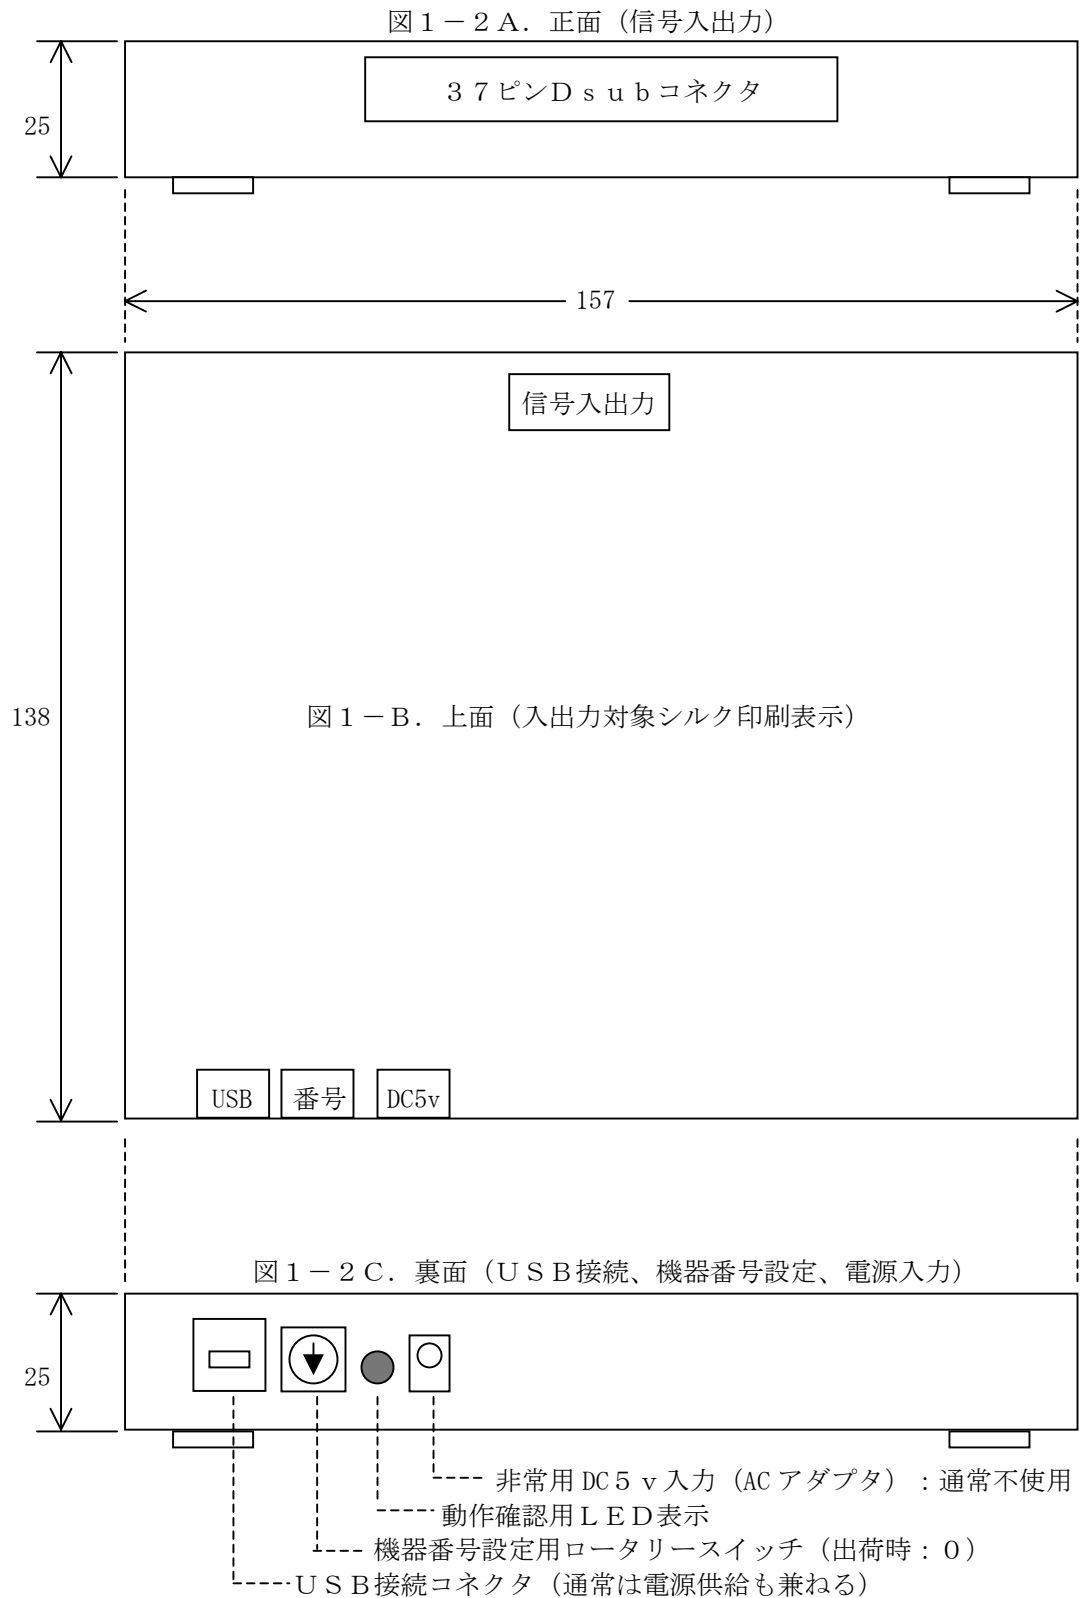 図１－２Ａ．正面（信号入出力）
３７ピンＤｓｕｂコネクタ
25
157
信号入出力
138
図１－Ｂ．上面（入出力対象シルク印刷表示）
USB
番号
DC5v
図１－２Ｃ．裏面（ＵＳＢ接続、機器番号設定、電源入力）
25
非常用 DC５ｖ入力（AC アダプタ）：通常不使用
動作確認用ＬＥＤ表示
機器番号設定用ロータリースイッチ（出荷時：０）
ＵＳＢ接続コネクタ（通常は電源供給も兼ねる）